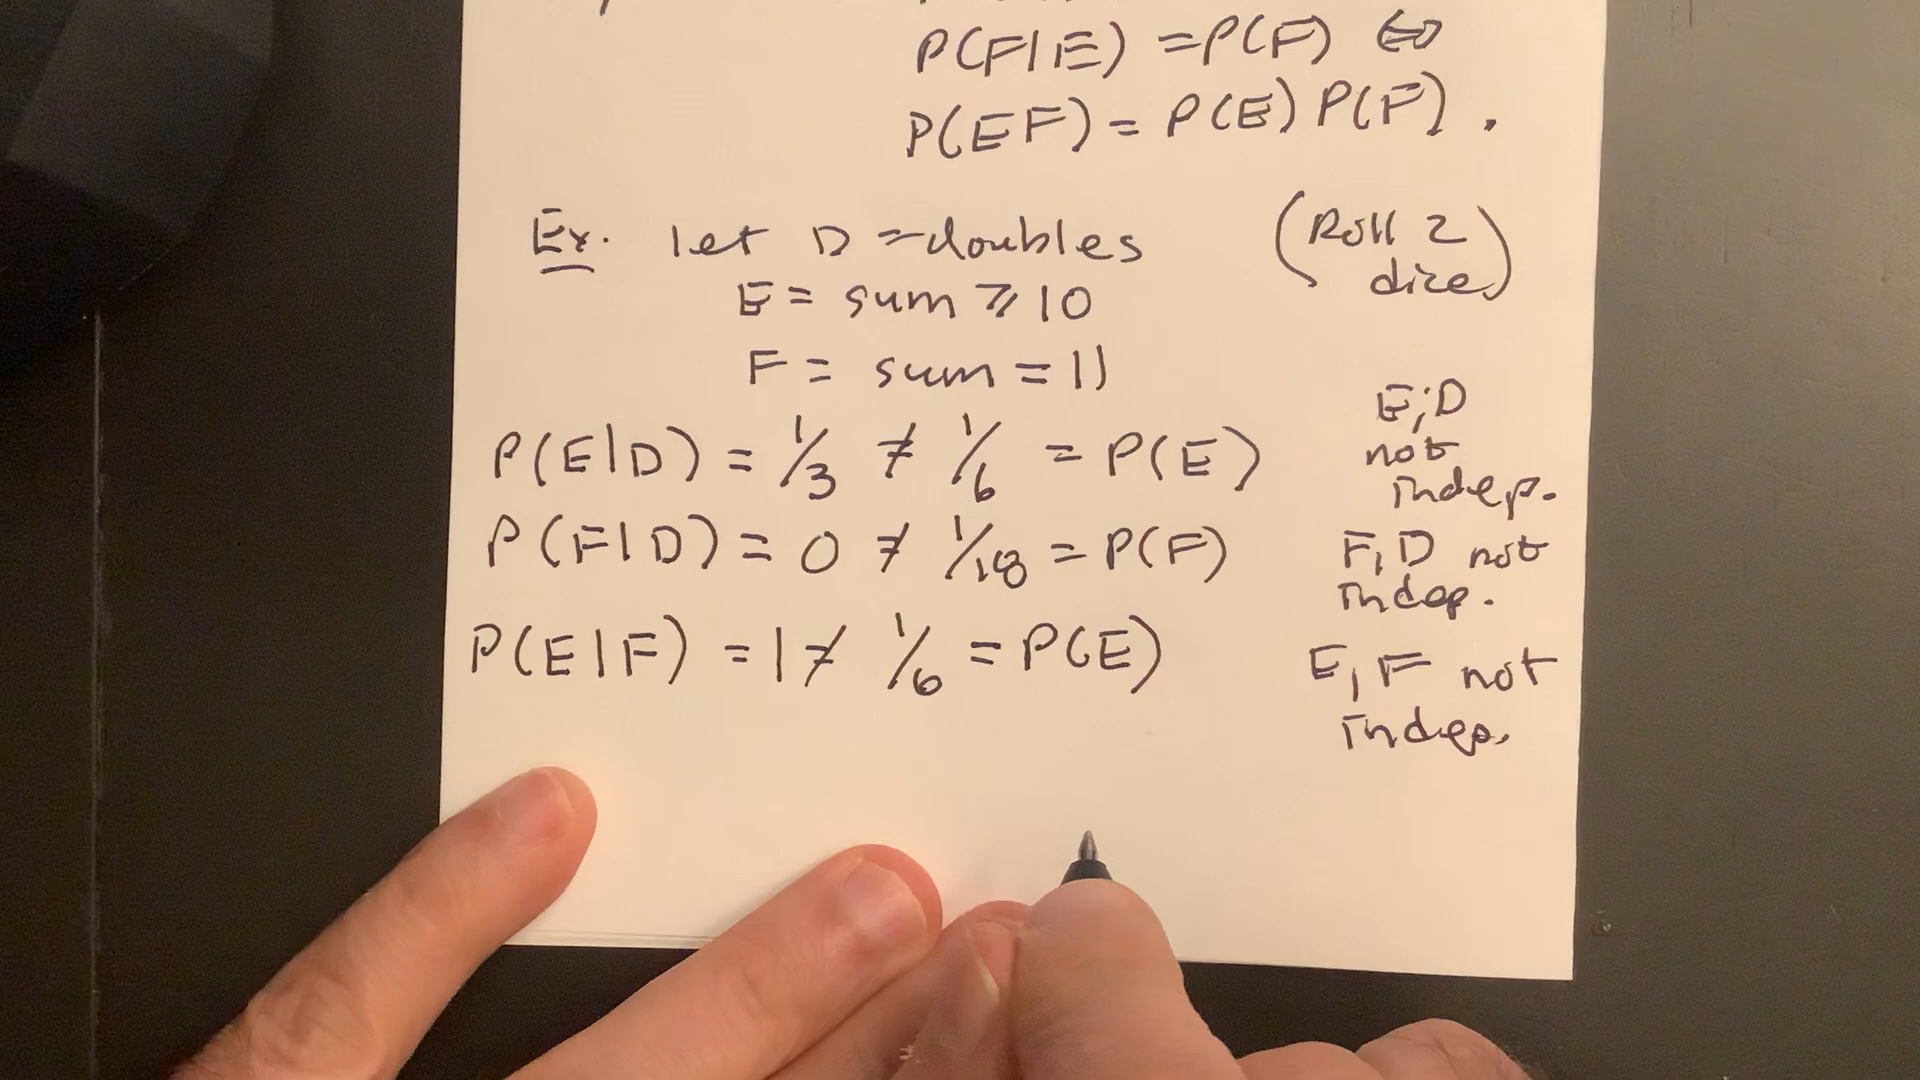 P(F|E) = P(F) ⇔
P(EF) = P(E) P(F).
Ex. let D = doubles
(Roll 2
dice)
E = sum ⩾ 10
F = sum = 11
P(E|D) = 1/3 ≠ 1/6 = P(E)
E, D
not
indep.
P(F|D) = 0 ≠ 1/18 = P(F)
F, D not
indep.
P(E|F) = 1 ≠ 1/6 = P(E)
E, F not
indep.